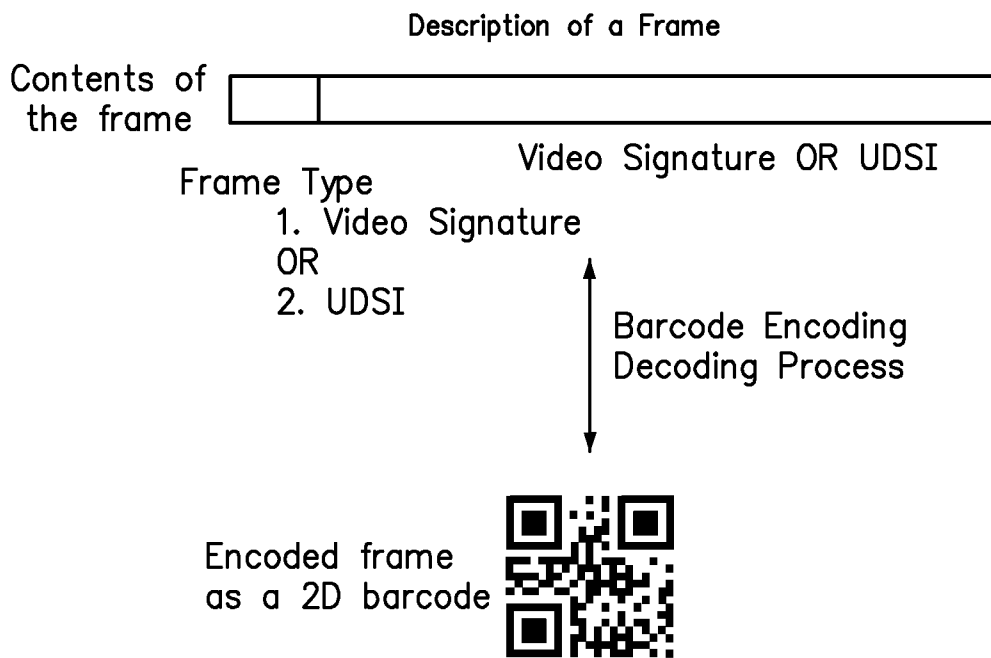 Description of a Frame
Contents of
the frame
Video Signature OR UDSI
Frame Type
1. Video Signature
OR
2. UDSI
Barcode Encoding
Decoding Process
Encoded frame
as a 2D barcode